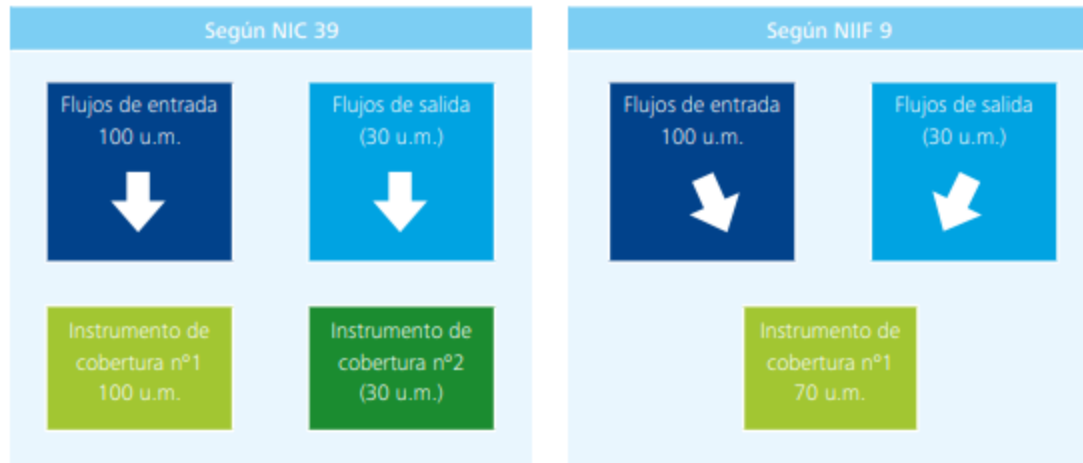 Según NIC 39
Flujos de entrada
100 u.m.
Flujos de salida
(30 u.m.)
Instrumento de
cobertura nº1
100 u.m.
Instrumento de
cobertura nº2
(30 u.m.)
Según NIIF 9
Flujos de entrada
100 u.m.
Flujos de salida
(30 u.m.)
Instrumento de
cobertura nº1
70 u.m.